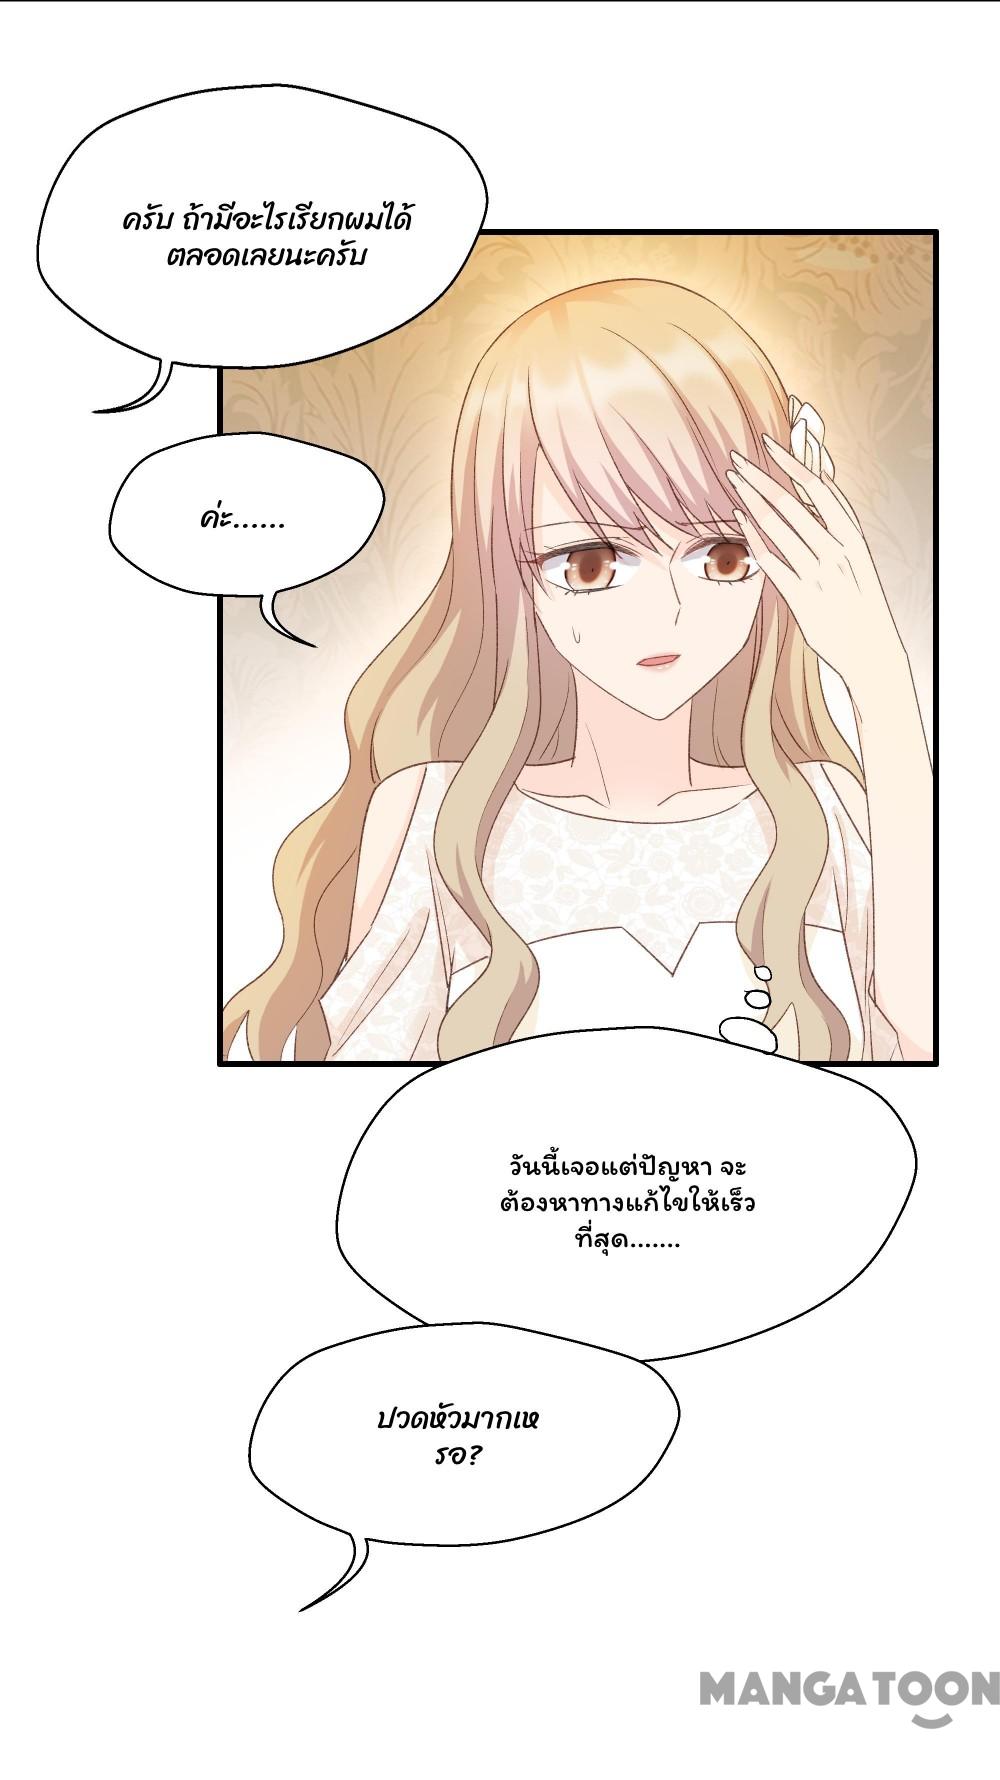 ครับ ถ้ามีอะไรเรียกผมได้
ตลอดเลยนะครับ
ค่ะ......
วันนี้เจอแต่ปัญหา จะ
ต้องหาทางแก้ไขให้เร็ว
ที่สุด.......
ปวดหัวมากเห
รอ?
MANGATOON